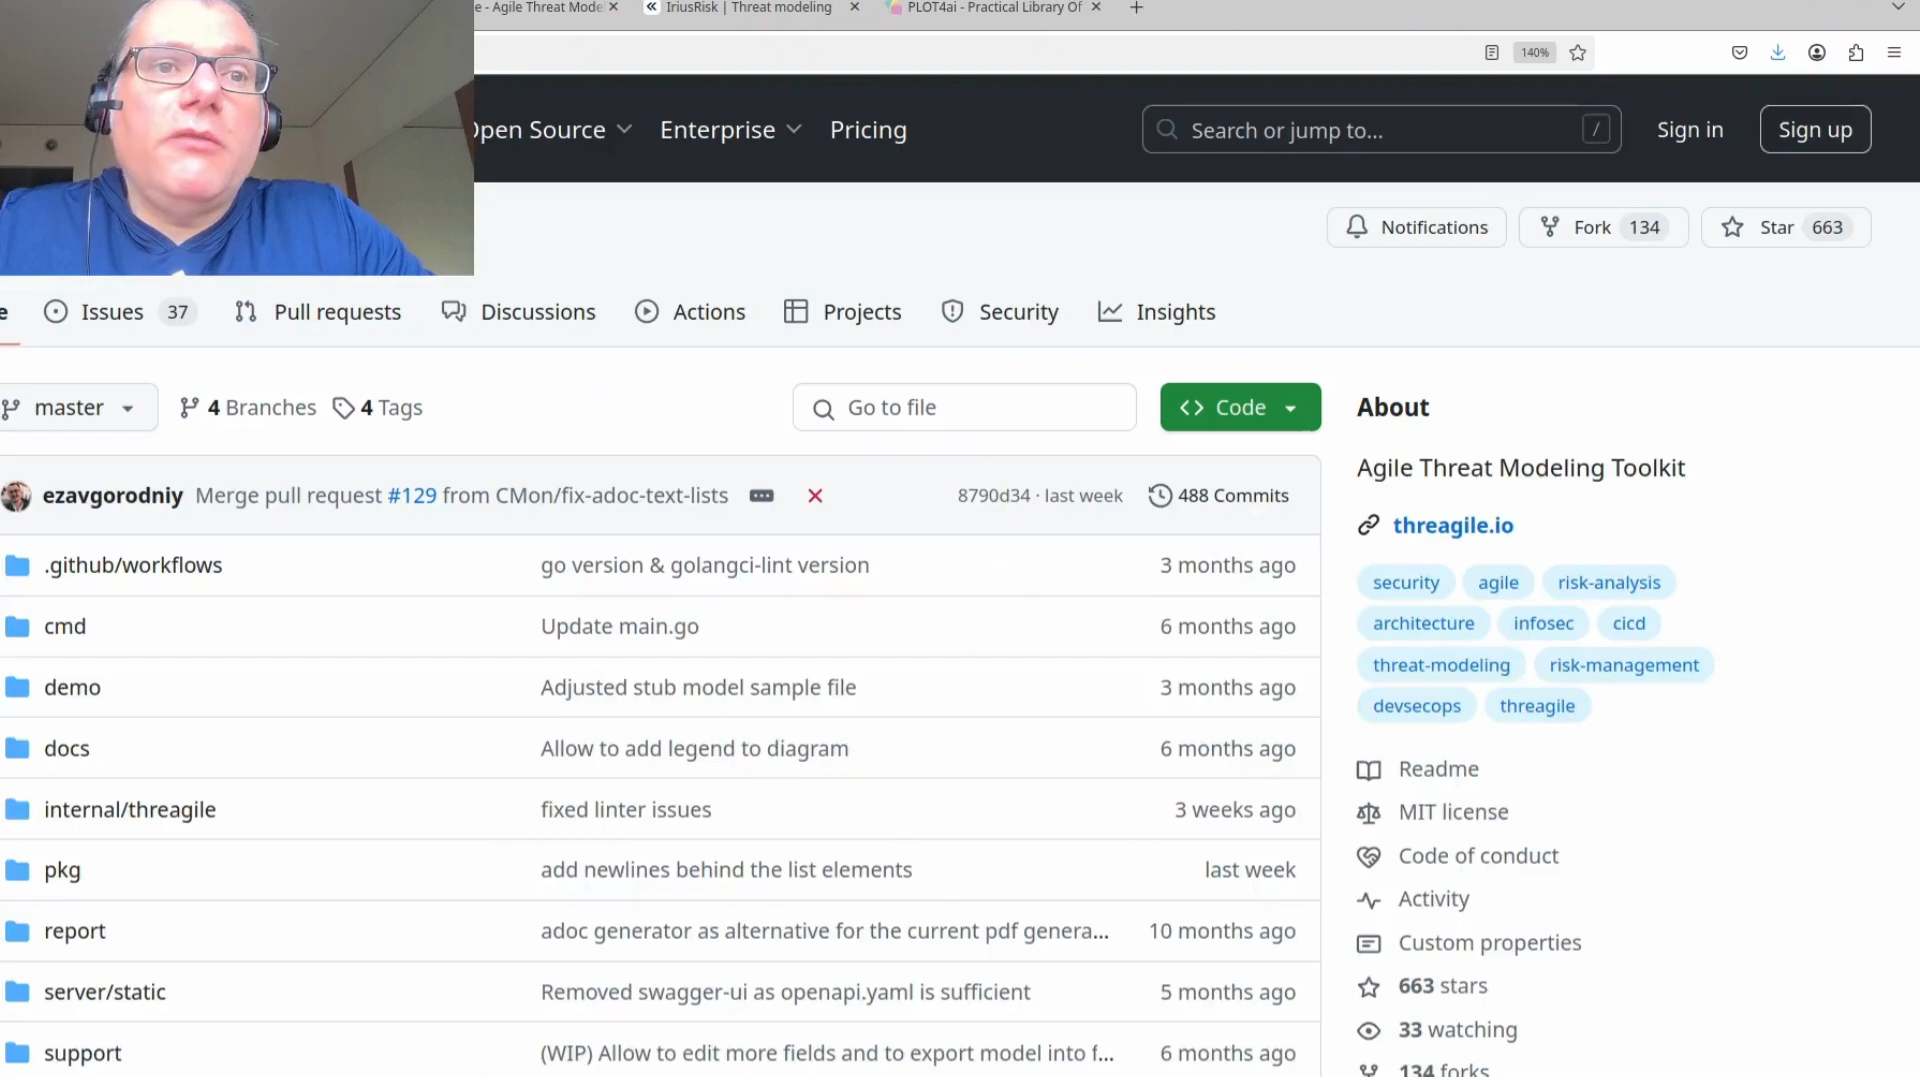 e - Agile Threat Mode
IriusRisk | Threat modeling
PLOT4ai - Practical Library Of
140%
Open Source
Enterprise
Pricing
Search or jump to...
/
Sign in
Sign up
Notifications
Fork 134
Star 663
e
Issues 37
Pull requests
Discussions
Actions
Projects
Security
Insights
master
4 Branches
4 Tags
Go to file
Code
ezavgorodniy Merge pull request #129 from CMon/fix-adoc-text-lists
8790d34 · last week
488 Commits
.github/workflows go version & golangci-lint version 3 months ago
cmd Update main.go 6 months ago
demo Adjusted stub model sample file 3 months ago
docs Allow to add legend to diagram 6 months ago
internal/threagile fixed linter issues 3 weeks ago
pkg add newlines behind the list elements last week
report adoc generator as alternative for the current pdf genera... 10 months ago
server/static Removed swagger-ui as openapi.yaml is sufficient 5 months ago
support (WIP) Allow to edit more fields and to export model into f... 6 months ago
About
Agile Threat Modeling Toolkit
threagile.io
security agile risk-analysis
architecture infosec cicd
threat-modeling risk-management
devsecops threagile
Readme
MIT license
Code of conduct
Activity
Custom properties
663 stars
33 watching
134 forks